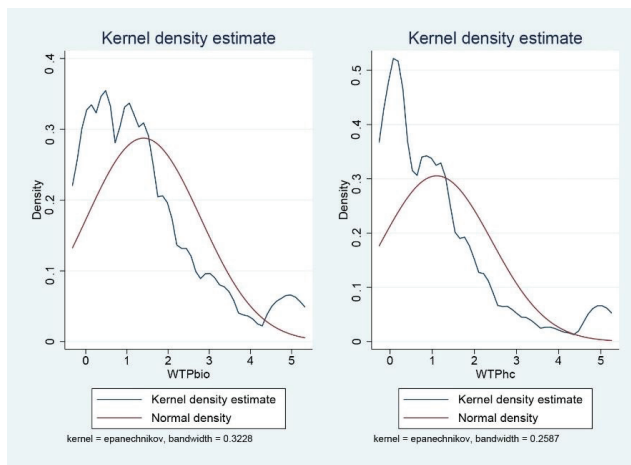 Kernel density estimate
Density
0 .1 .2 .3 .4
0 1 2 3 4 5
WTPbio
Kernel density estimate
Normal density
kernel = epanechnikov, bandwidth = 0.3228
Kernel density estimate
Density
0 .1 .2 .3 .4 .5
0 1 2 3 4 5
WTPhc
Kernel density estimate
Normal density
kernel = epanechnikov, bandwidth = 0.2587